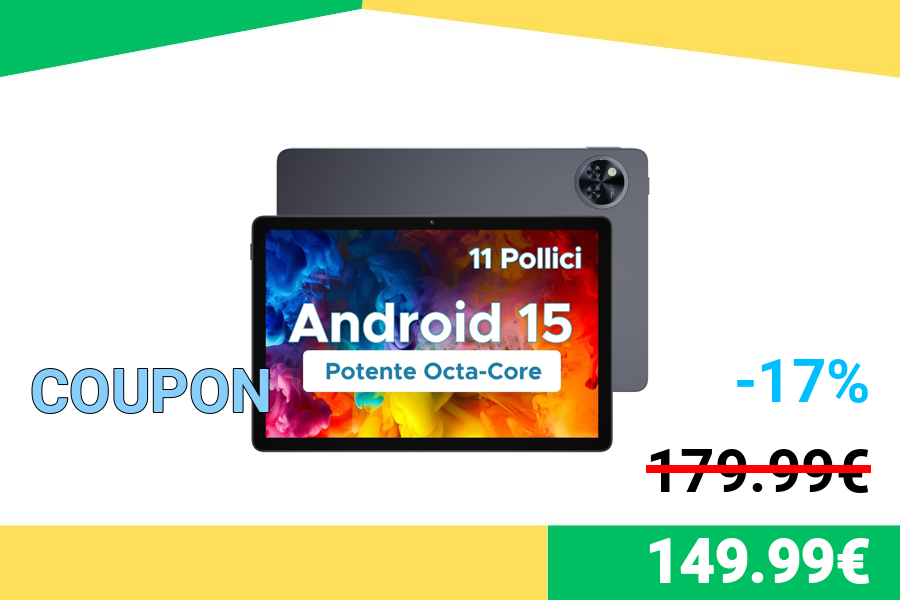 11 Pollici
Android 15
Potente Octa-Core
COUPON
-17%
179.99€
149.99€